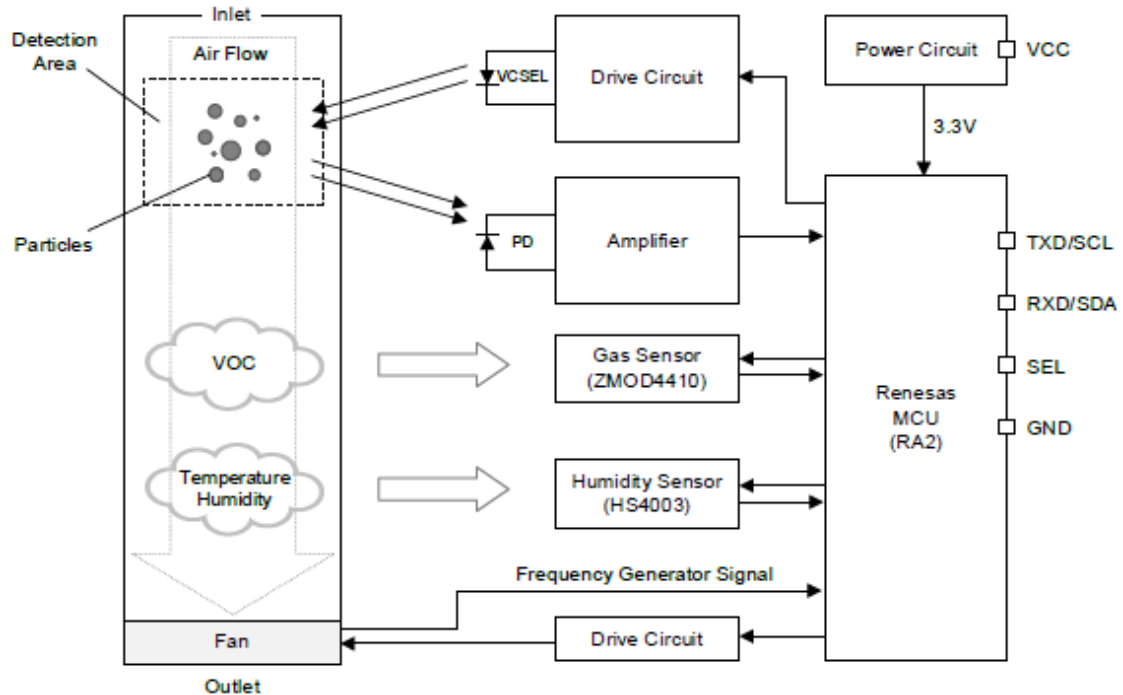 Inlet
Detection
Area
Air Flow
Particles
VOC
Temperature
Humidity
Fan
Outlet
VCSEL
Drive Circuit
PD
Amplifier
Gas Sensor
(ZMOD4410)
Humidity Sensor
(HS4003)
Frequency Generator Signal
Drive Circuit
Power Circuit
VCC
3.3V
Renesas
MCU
(RA2)
TXD/SCL
RXD/SDA
SEL
GND